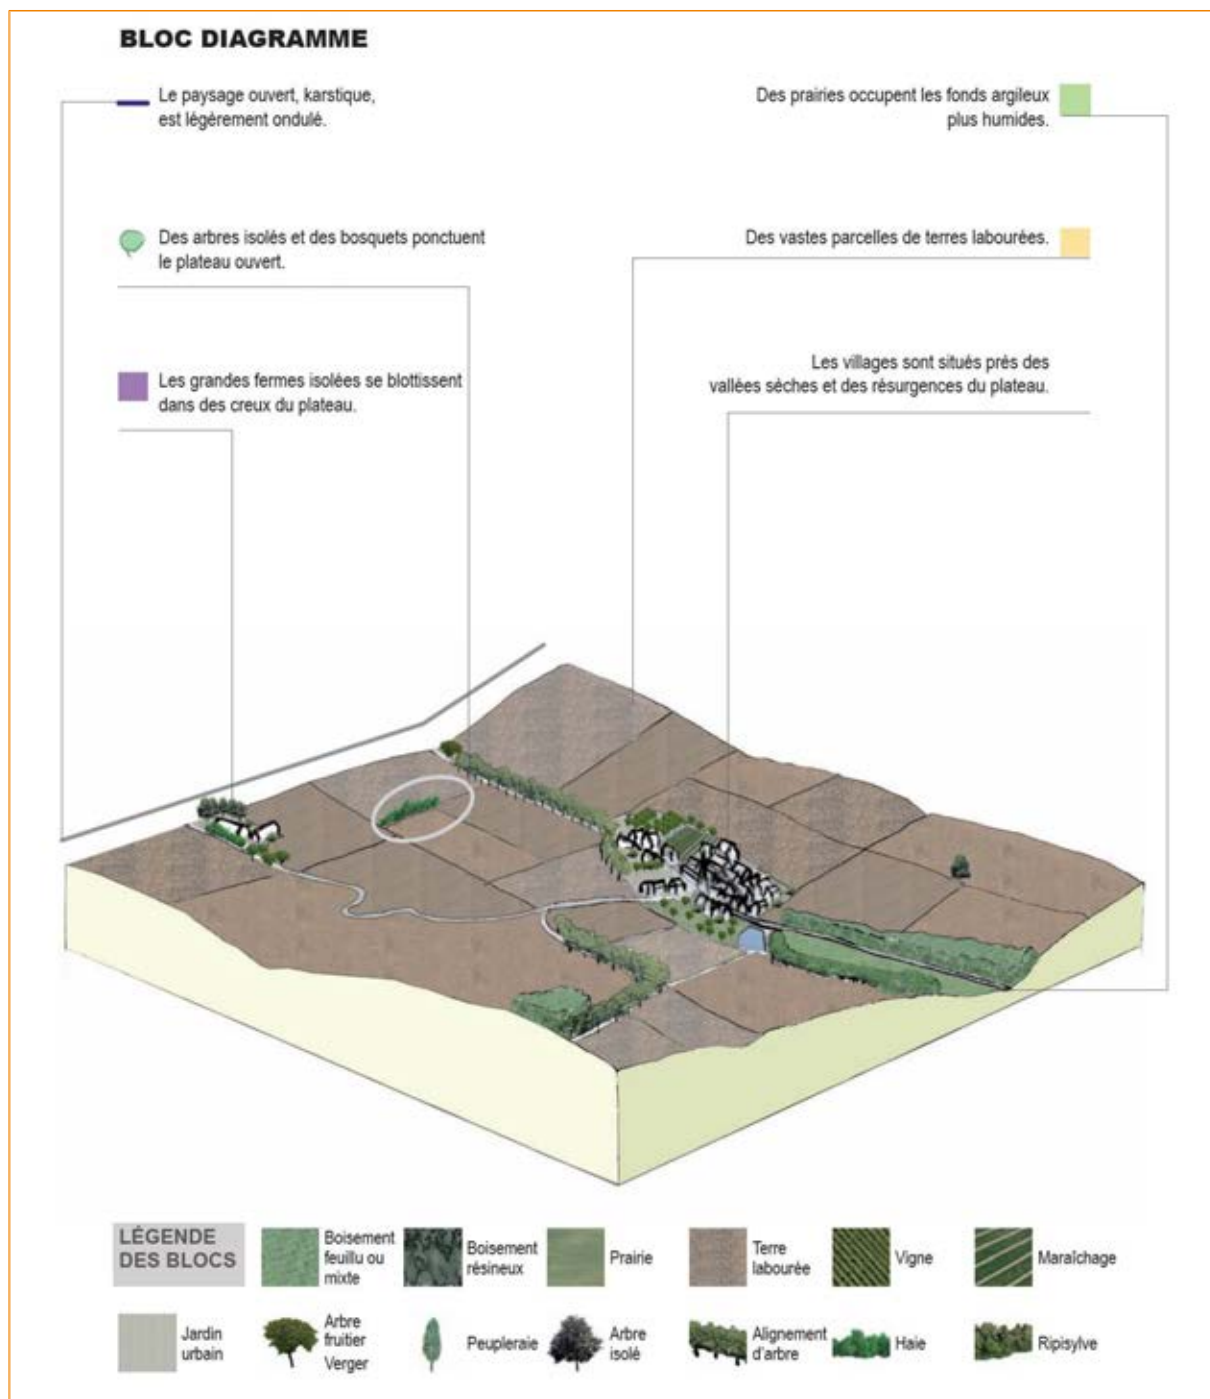 BLOC DIAGRAMME
Le paysage ouvert, karstique,
est légèrement ondulé.
Des prairies occupent les fonds argileux
plus humides.
Des arbres isolés et des bosquets ponctuent
le plateau ouvert.
Des vastes parcelles de terres labourées.
Les grandes fermes isolées se blottissent
dans des creux du plateau.
Les villages sont situés près des
vallées sèches et des résurgences du plateau.
LÉGENDE
DES BLOCS
Boisement
feuillu ou
mixte
Boisement
résineux
Prairie
Terre
labourée
Vigne
Maraîchage
Jardin
urbain
Arbre
fruitier
Verger
Peupleraie
Arbre
isolé
Alignement
d'arbre
Haie
Ripisylve